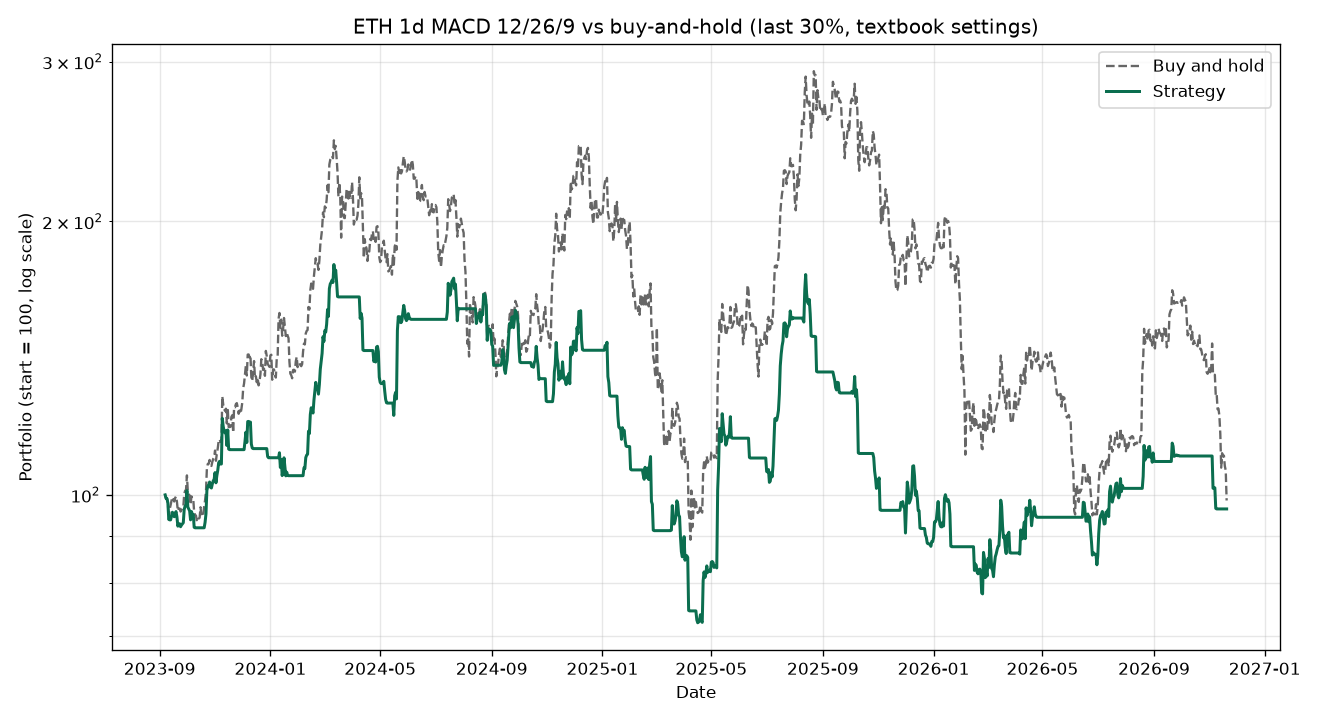 ETH 1d MACD 12/26/9 vs buy-and-hold (last 30%, textbook settings)
Buy and hold
Strategy
Portfolio (start = 100, log scale)
3 × 10²
2 × 10²
10²
2023-09 2024-01 2024-05 2024-09 2025-01 2025-05 2025-09 2026-01 2026-05 2026-09 2027-01
Date